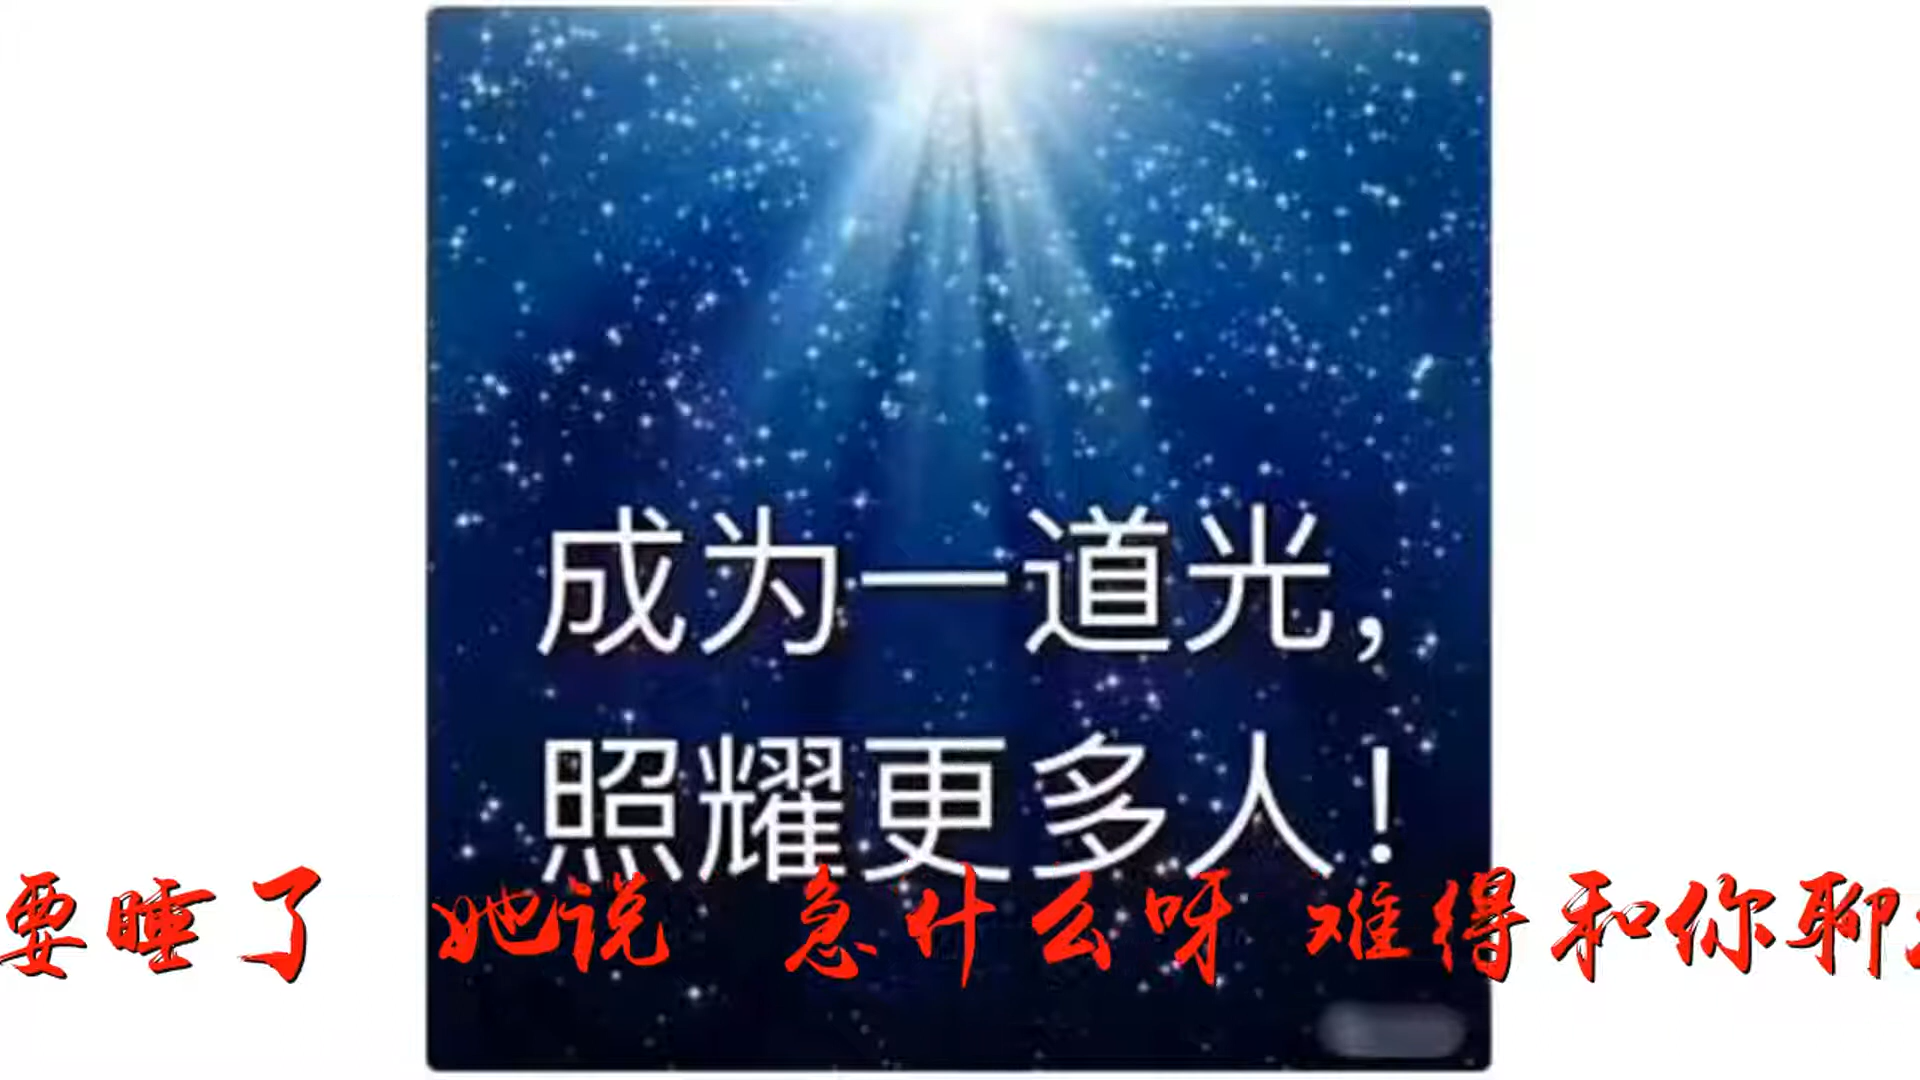 成为一道光，
照耀更多人！
要睡了 她说 急什么呀 难得和你聊